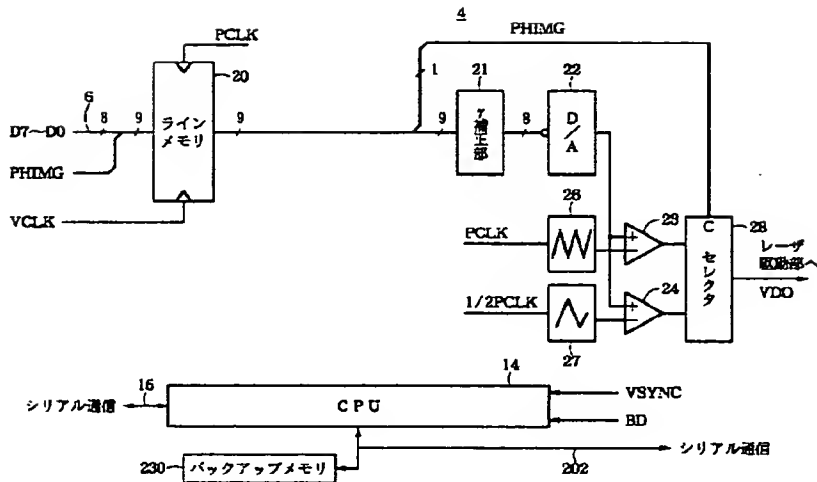 4
PCLK
PHIMG
20
1
21
22
D7〜D0
6
8
9
ライン
メモリ
9
9
γ補正部
8
D/A
PHIMG
VCLK
26
PCLK
23
C
28
セレクタ
レーザ
駆動部へ
VDO
1/2PCLK
24
27
14
16
シリアル通信
CPU
VSYNC
BD
シリアル通信
230
バックアップメモリ
202